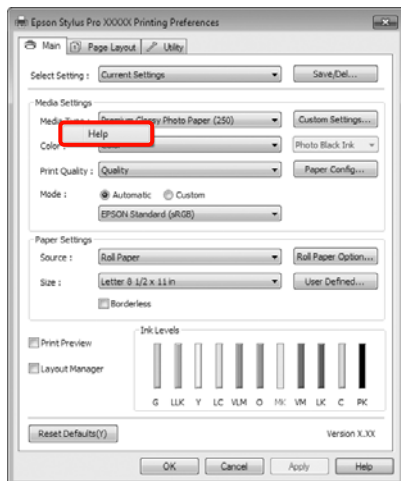 Epson Stylus Pro XXXXX Printing Preferences
Main Page Layout Utility
Select Setting : Current Settings Save/Del...
Media Settings
Media Type : Premium Glossy Photo Paper (250) Custom Settings...
Help
Color : Color Photo Black Ink
Print Quality : Quality Paper Config...
Mode : Automatic Custom
EPSON Standard (sRGB)
Paper Settings
Source : Roll Paper Roll Paper Option...
Size : Letter 8 1/2 x 11 in User Defined...
Borderless
Print Preview
Layout Manager
Ink Levels
G LLK Y LC VLM O MK VM LK C PK
Reset Defaults(Y) Version X.XX
OK Cancel Apply Help